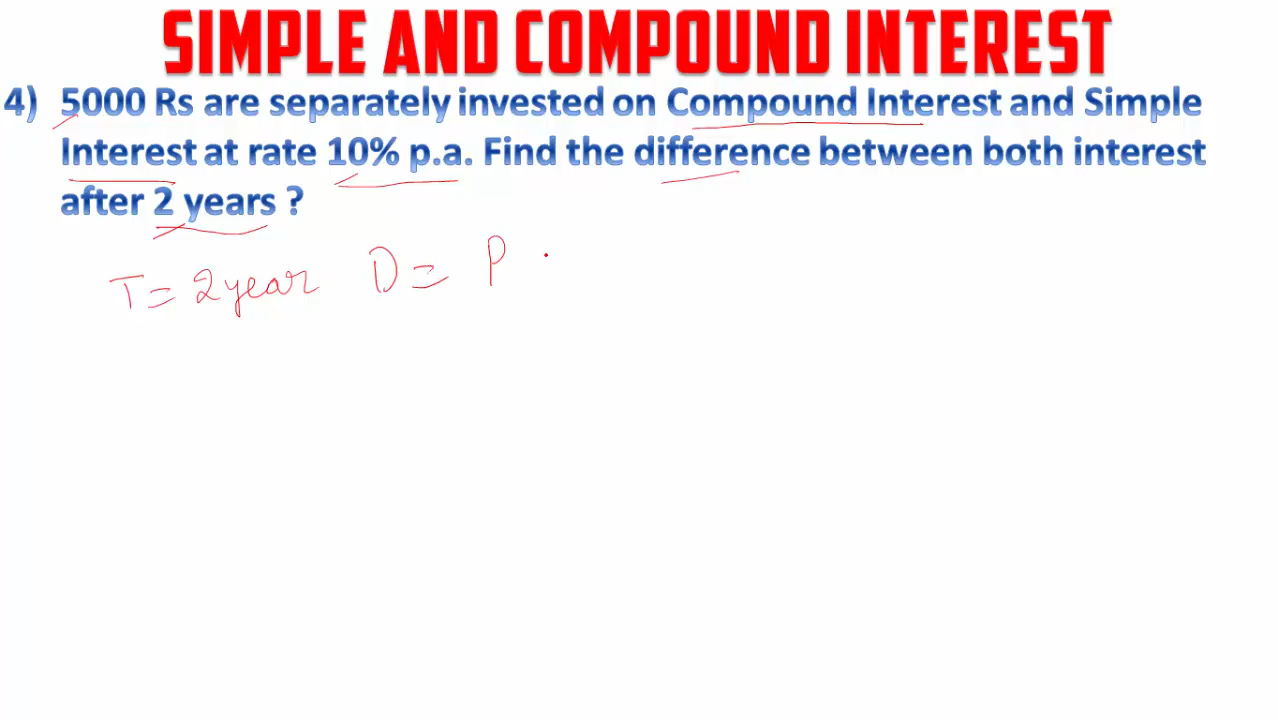 SIMPLE AND COMPOUND INTEREST
4) 5000 Rs are separately invested on Compound Interest and Simple
Interest at rate 10% p.a. Find the difference between both interest
after 2 years ?
T = 2 year D = P